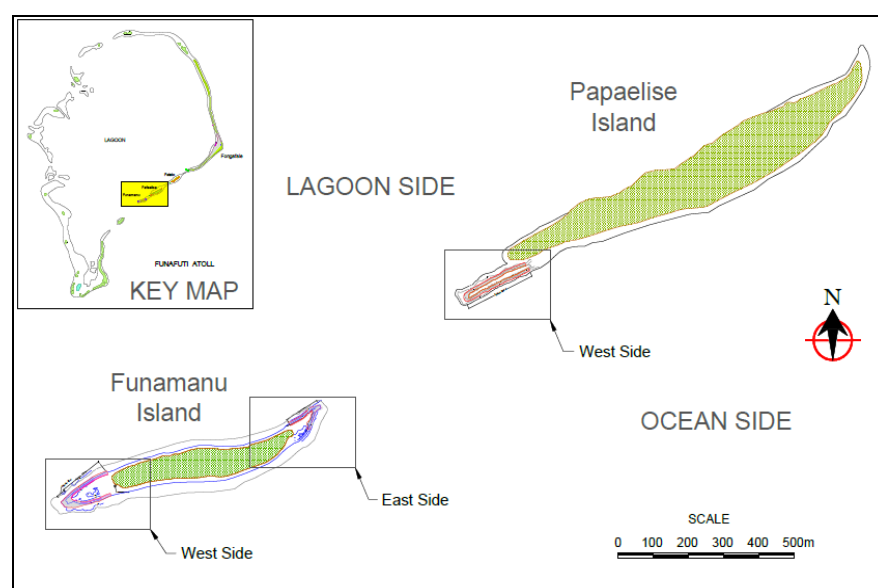 LAGOON
Fongafale
Funamanu
FUNAFUTI ATOLL
KEY MAP
Papaelise
Island
LAGOON SIDE
N
West Side
Funamanu
Island
OCEAN SIDE
East Side
West Side
SCALE
0 100 200 300 400 500m